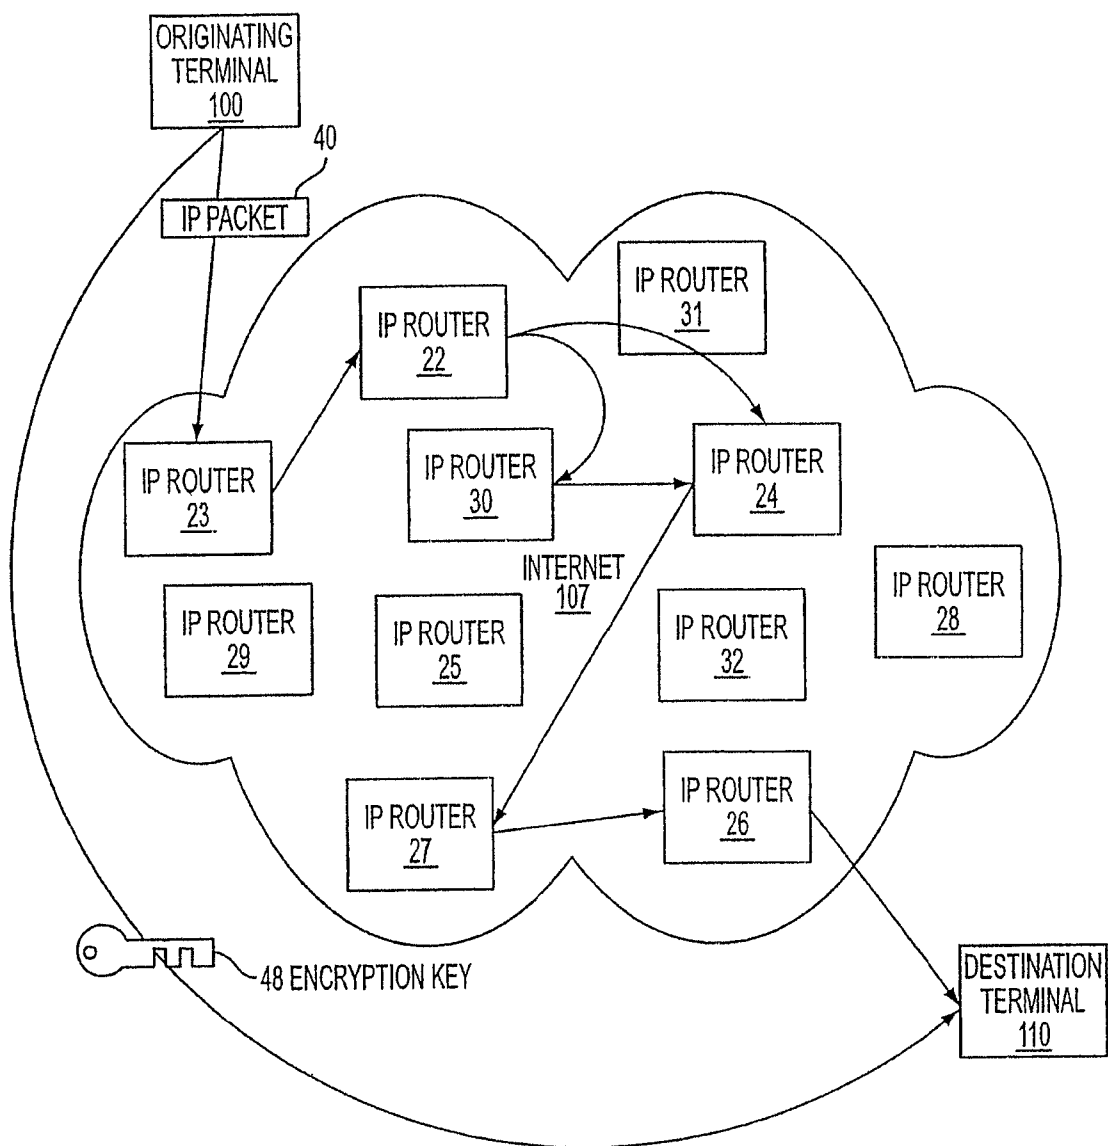 ORIGINATING
TERMINAL
100
40
IP PACKET
IP ROUTER
31
IP ROUTER
22
IP ROUTER
23
IP ROUTER
30
IP ROUTER
24
INTERNET
107
IP ROUTER
28
IP ROUTER
29
IP ROUTER
25
IP ROUTER
32
IP ROUTER
27
IP ROUTER
26
48 ENCRYPTION KEY
DESTINATION
TERMINAL
110